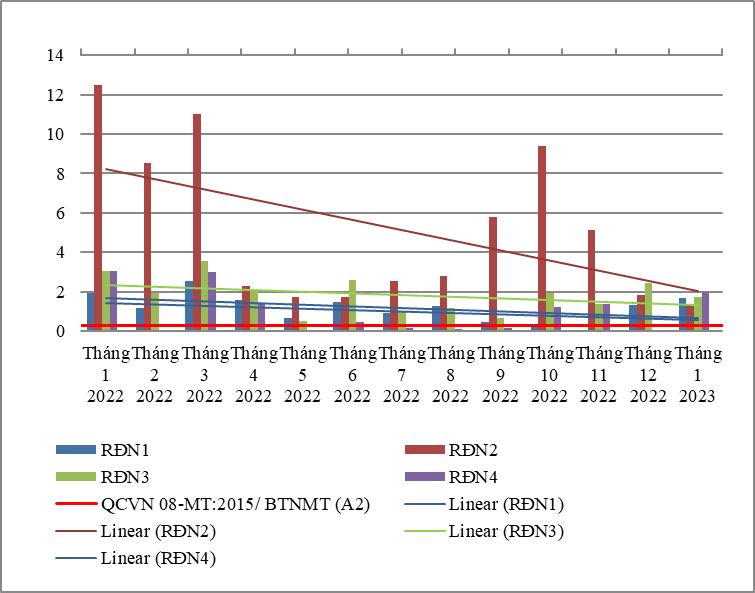 14
12
10
8
6
4
2
0
Tháng Tháng Tháng Tháng Tháng Tháng Tháng Tháng Tháng Tháng Tháng Tháng Tháng
1 2 3 4 5 6 7 8 9 10 11 12 1
2022 2022 2022 2022 2022 2022 2022 2022 2022 2022 2022 2022 2023
RĐN1 RĐN2
RĐN3 RĐN4
QCVN 08-MT:2015/ BTNMT (A2) Linear (RĐN1)
Linear (RĐN2) Linear (RĐN3)
Linear (RĐN4)